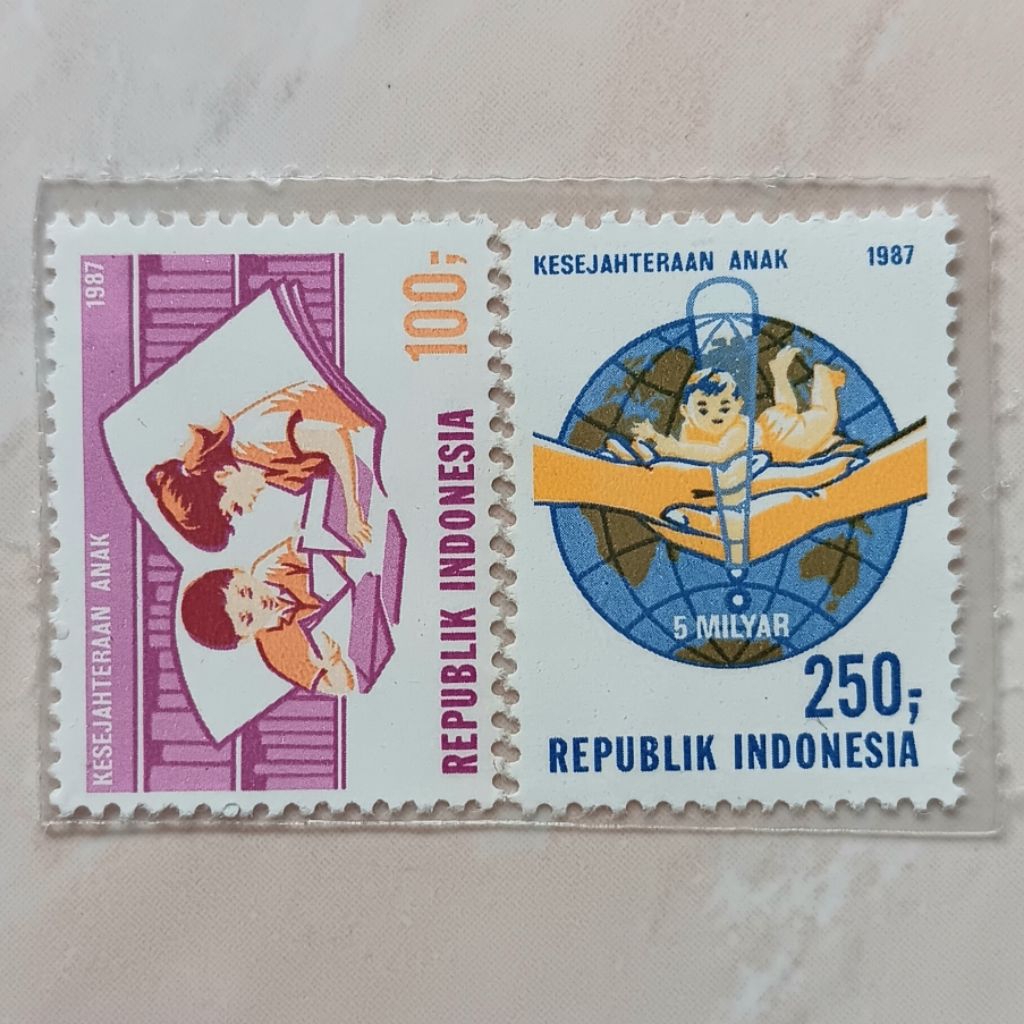 KESEJAHTERAAN ANAK 1987
100;-
REPUBLIK INDONESIA
KESEJAHTERAAN ANAK 1987
5 MILYAR
250;-
REPUBLIK INDONESIA